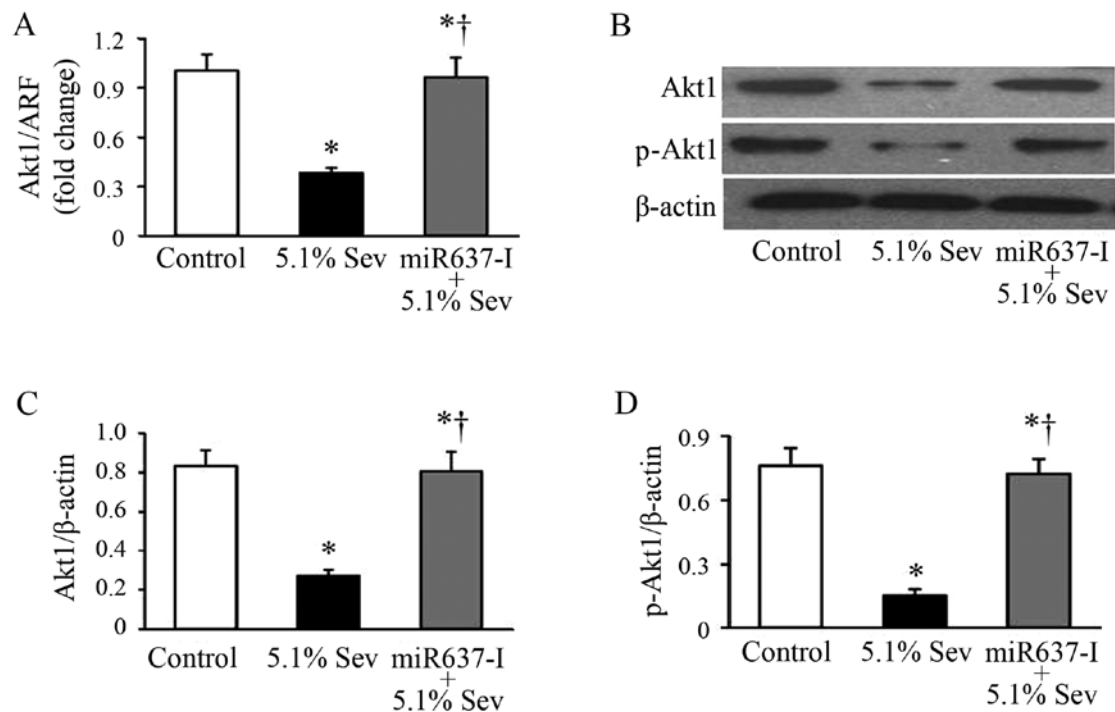 A
Akt1/ARF
(fold change)
1.2
0.9
0.6
0.3
0
*
*†
Control
5.1% Sev
miR637-I
+
5.1% Sev
B
Akt1
p-Akt1
β-actin
Control
5.1% Sev
miR637-I
+
5.1% Sev
C
Akt1/β-actin
1.0
0.8
0.6
0.4
0.2
0
*
*†
Control
5.1% Sev
miR637-I
+
5.1% Sev
D
p-Akt1/β-actin
0.9
0.6
0.3
0
*
*†
Control
5.1% Sev
miR637-I
+
5.1% Sev